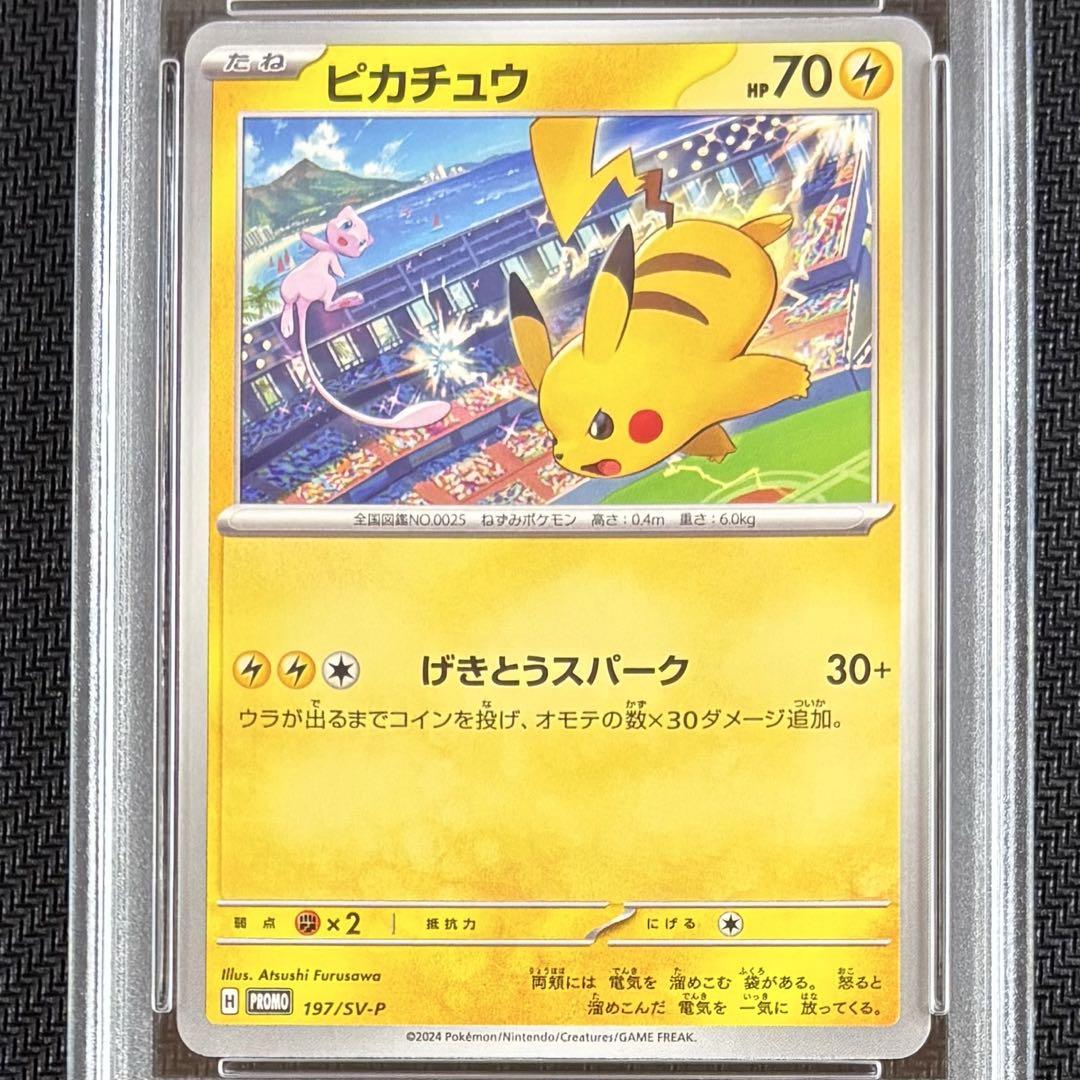 たね ピカチュウ HP70
全国図鑑NO.0025 ねずみポケモン 高さ:0.4m 重さ:6.0kg
げきとうスパーク 30+
ウラが出るまでコインを投げ、オモテの数×30ダメージ追加。
弱点 ×2 抵抗力 にげる
Illus. Atsushi Furusawa
H PROMO 197/SV-P
両頬には 電気を 溜めこむ 袋がある。 怒ると
溜めこんだ 電気を 一気に 放ってくる。
©2024 Pokémon/Nintendo/Creatures/GAME FREAK.